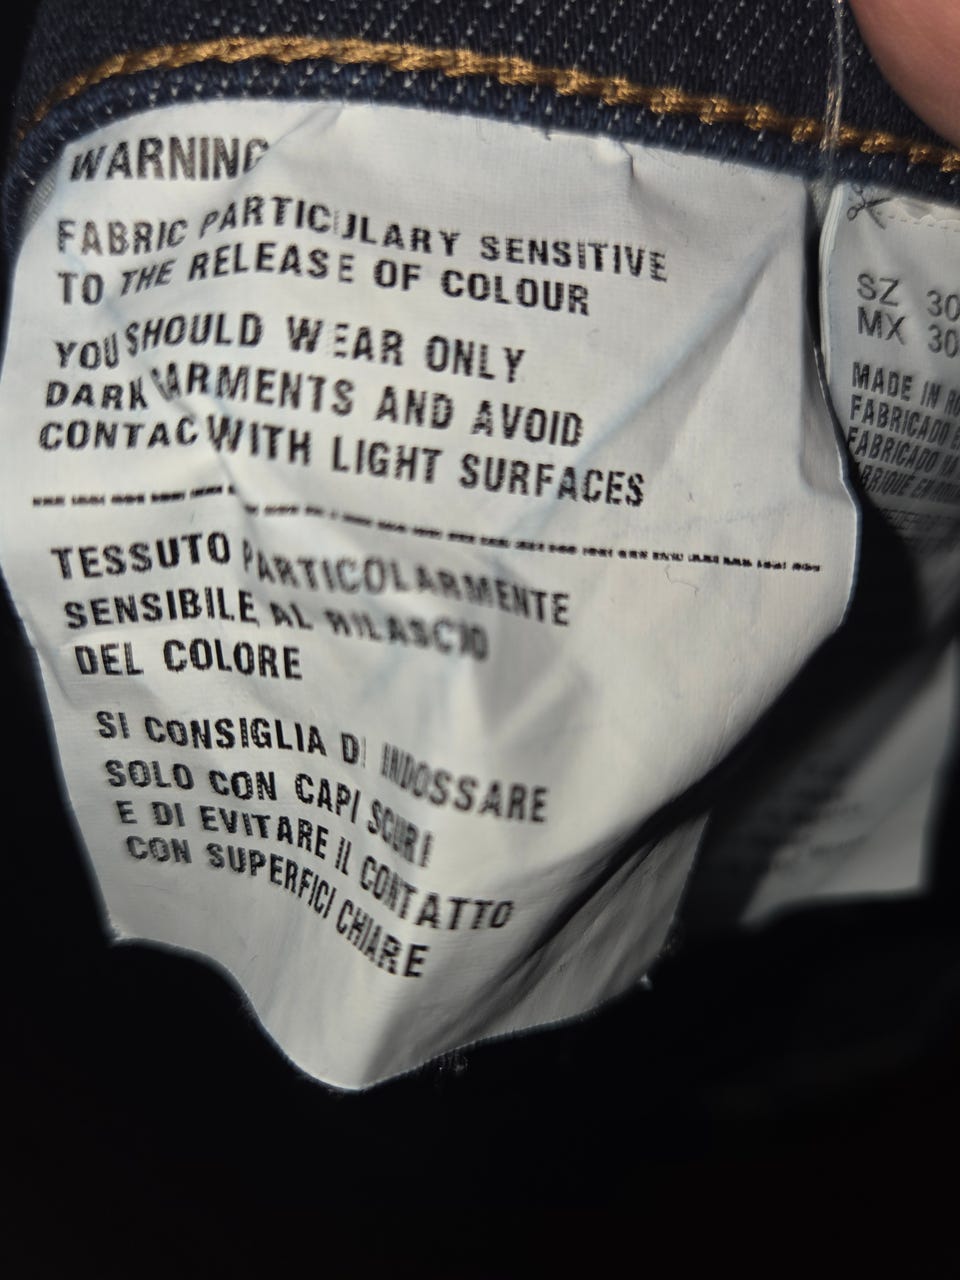 WARNING
FABRIC PARTICULARY SENSITIVE
TO THE RELEASE OF COLOUR
YOU SHOULD WEAR ONLY
DARK GARMENTS AND AVOID
CONTAC WITH LIGHT SURFACES
TESSUTO PARTICOLARMENTE
SENSIBILE AL RILASCIO
DEL COLORE
SI CONSIGLIA DI INDOSSARE
SOLO CON CAPI SCURI
E DI EVITARE IL CONTATTO
CON SUPERFICI CHIARE
SZ 30
MX 30
MADE IN
FABRICADO
FABRICADO